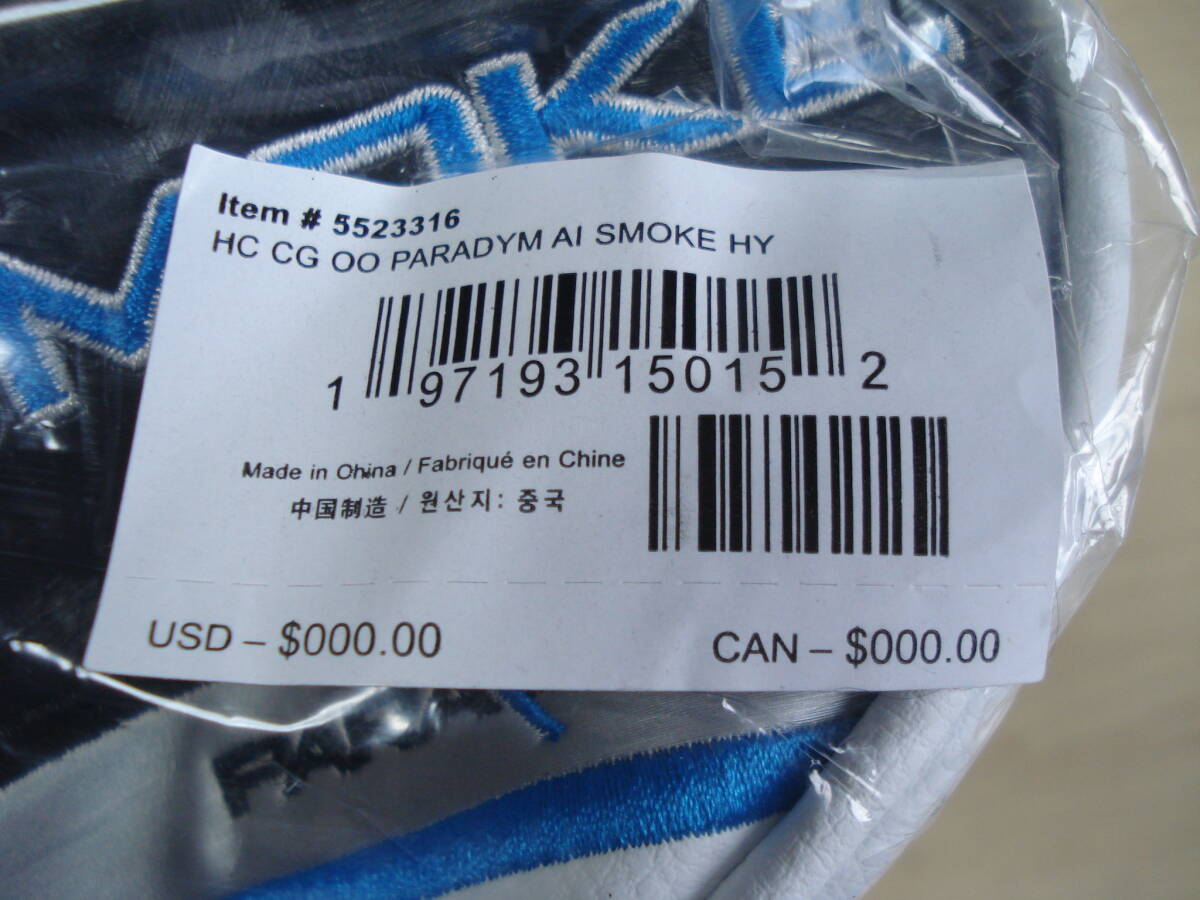 Item # 5523316
HC CG OO PARADYM AI SMOKE HY
1 97193 15015 2
Made in China / Fabriqué en Chine
中国制造 / 원산지: 중국
USD – $000.00
CAN – $000.00